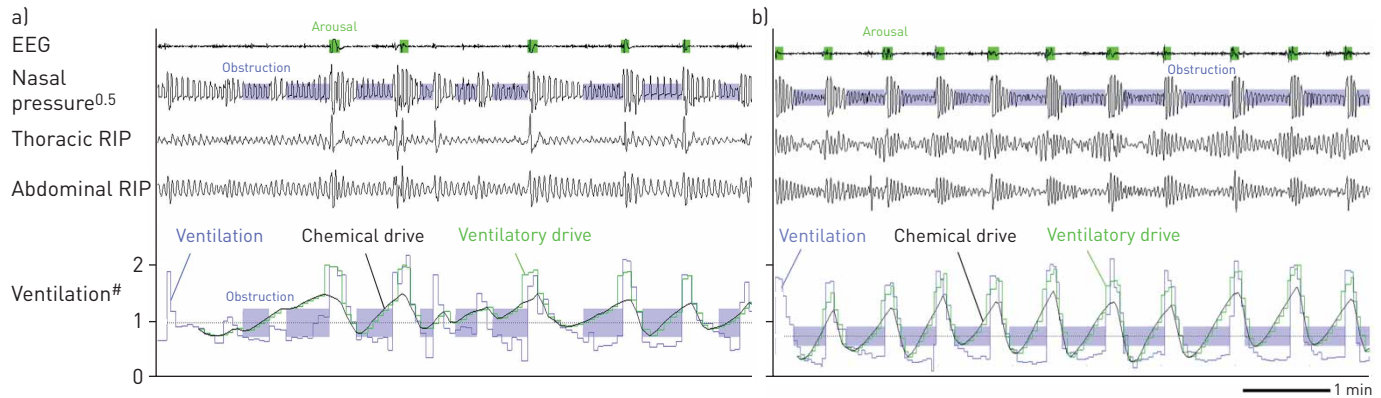 a)
EEG
Arousal
Nasal
pressure0.5
Obstruction
Thoracic RIP
Abdominal RIP
Ventilation
Chemical drive
Ventilatory drive
2
Ventilation#
Obstruction
1
0
b)
Arousal
Obstruction
Ventilation
Chemical drive
Ventilatory drive
1 min